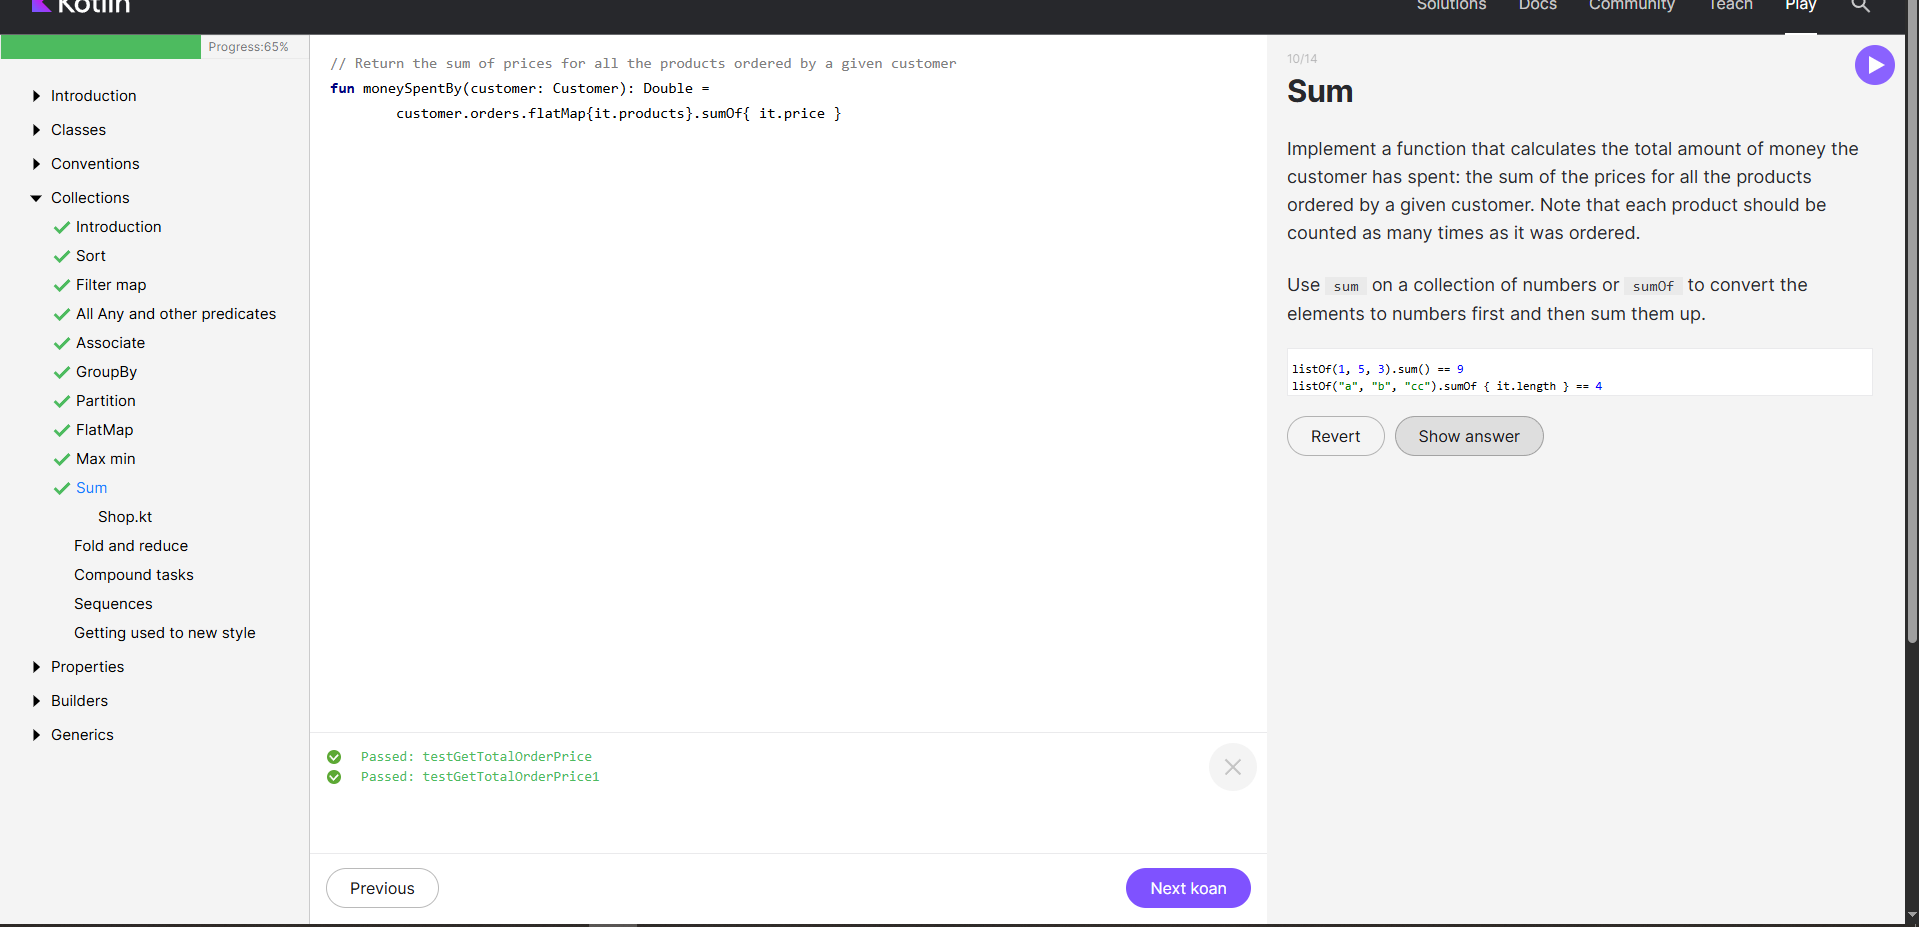 Kotlin
Solutions
Docs
Community
Teach
Play
Progress:65%
Introduction
Classes
Conventions
Collections
Introduction
Sort
Filter map
All Any and other predicates
Associate
GroupBy
Partition
FlatMap
Max min
Sum
Shop.kt
Fold and reduce
Compound tasks
Sequences
Getting used to new style
Properties
Builders
Generics
// Return the sum of prices for all the products ordered by a given customer
fun moneySpentBy(customer: Customer): Double =
        customer.orders.flatMap{it.products}.sumOf{ it.price }
Passed: testGetTotalOrderPrice
Passed: testGetTotalOrderPrice1
Previous
Next koan
10/14
Sum
Implement a function that calculates the total amount of money the
customer has spent: the sum of the prices for all the products
ordered by a given customer. Note that each product should be
counted as many times as it was ordered.
Use sum on a collection of numbers or sumOf to convert the
elements to numbers first and then sum them up.
listOf(1, 5, 3).sum() == 9
listOf("a", "b", "cc").sumOf { it.length } == 4
Revert
Show answer